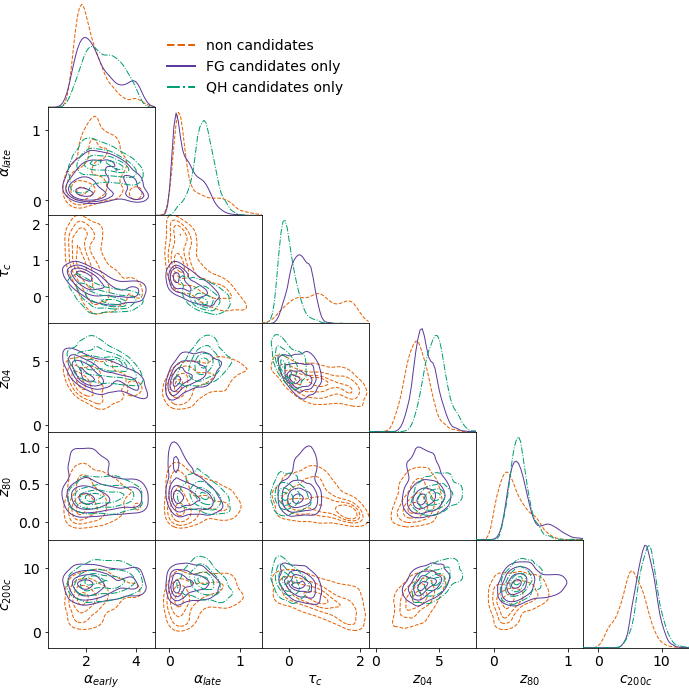 non candidates
FG candidates only
QH candidates only
1
0
α_late
2
1
0
τ_c
5
0
z_04
1.0
0.5
0.0
z_80
10
0
c_200c
2 4 0 1 0 2 0 5 0 1 0 10
α_early α_late τ_c z_04 z_80 c_200c